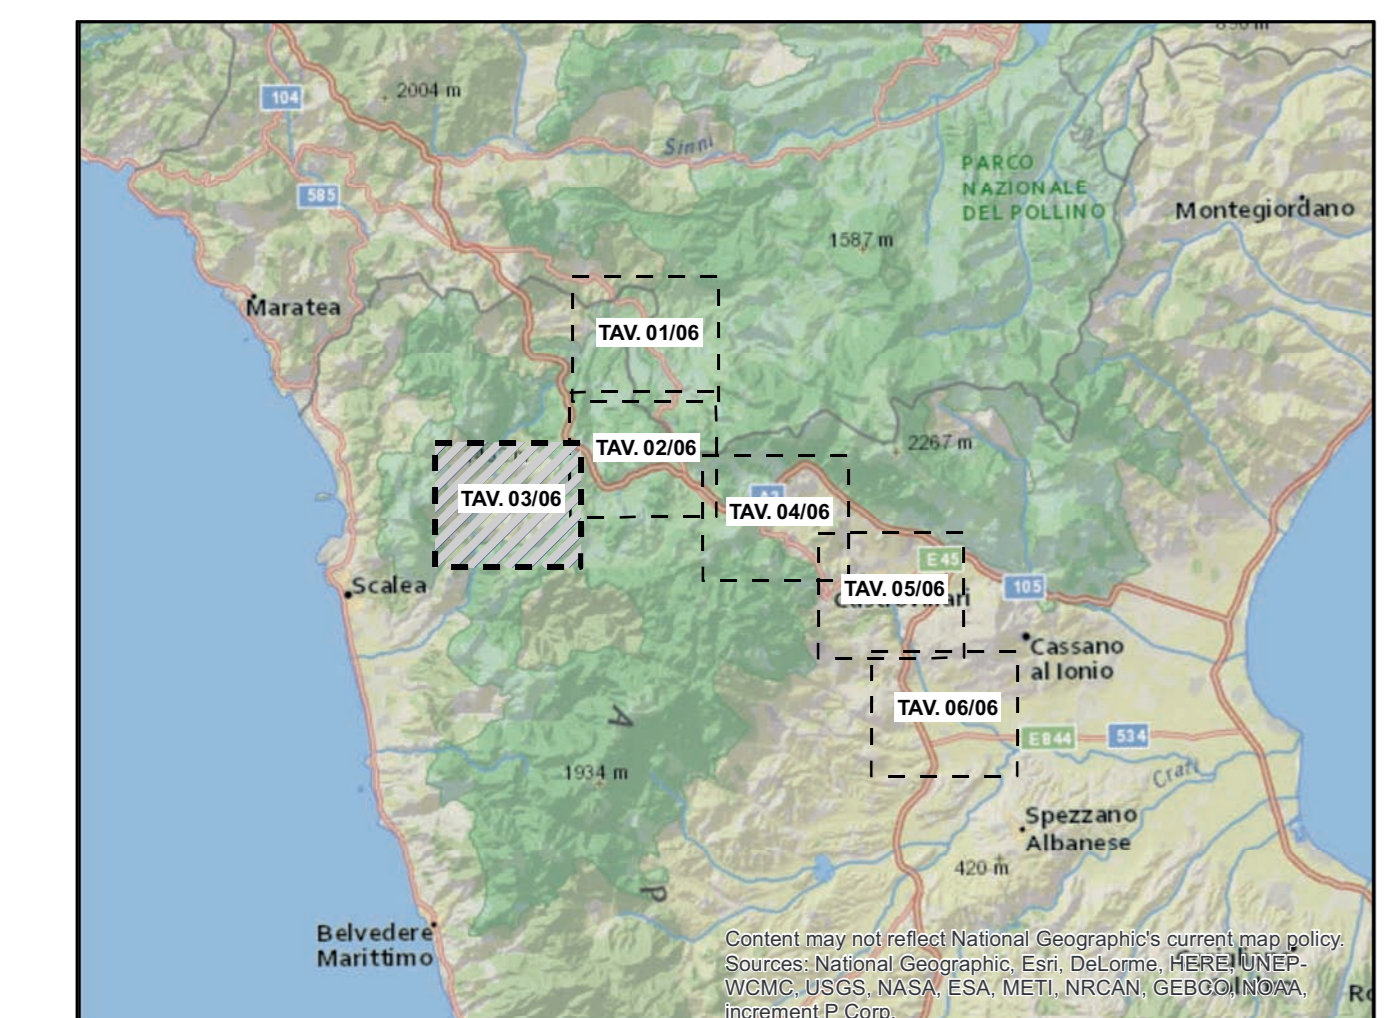 104
2004 m
Sinni
585
PARCO
NAZIONALE
DEL POLLINO
Montegiordano
1587 m
Maratea
TAV. 01/06
TAV. 02/06
2267 m
TAV. 03/06
TAV. 04/06
E45
105
Scalea
TAV. 05/06
Cassano
al Ionio
TAV. 06/06
E844
534
A
1934 m
Crati
Spezzano
Albanese
420 m
P
Belvedere
Marittimo
Content may not reflect National Geographic's current map policy.
Sources: National Geographic, Esri, DeLorme, HERE, UNEP-
WCMC, USGS, NASA, ESA, METI, NRCAN, GEBCO, NOAA,
increment P Corp.